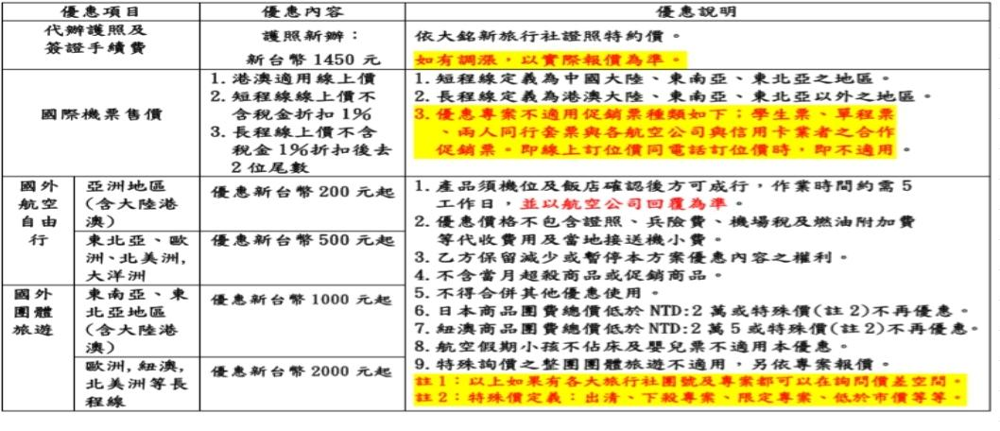 優惠項目
優惠內容
優惠說明
代辦護照及
簽證手續費
護照新辦：
新台幣 1450 元
依大銘新旅行社證照特約價。
如有調漲，以實際報價為準。
國際機票售價
1. 港澳適用線上價
2. 短程線線上價不
含稅金折扣 1%
3. 長程線上價不含
稅金 1%折扣後去
2 位尾數
1. 短程線定義為中國大陸、東南亞、東北亞之地區。
2. 長程線定義為港澳大陸、東南亞、東北亞以外之地區。
3. 優惠專案不適用促銷票種類如下；學生票、單程票
、兩人同行套票與各航空公司與信用卡業者之合作
促銷票。即線上訂位價同電話訂位價時，即不適用。
國外
航空
自由
行
亞洲地區
(含大陸港
澳)
優惠新台幣 200 元起
東北亞、歐
洲、北美洲,
大洋洲
優惠新台幣 500 元起
國外
團體
旅遊
東南亞、東
北亞地區
(含大陸港
澳)
優惠新台幣 1000 元起
歐洲,紐澳,
北美洲等長
程線
優惠新台幣 2000 元起
1. 產品須機位及飯店確認後方可成行，作業時間約需 5
工作日，並以航空公司回覆為準。
2. 優惠價格不包含證照、兵險費、機場稅及燃油附加費
等代收費用及當地接送機小費。
3. 乙方保留減少或暫停本方案優惠內容之權利。
4. 不含當月超殺商品或促銷商品。
5. 不得合併其他優惠使用。
6. 日本商品團費總價低於 NTD:2 萬或特殊價(註 2)不再優惠。
7. 紐澳商品團費總價低於 NTD:2 萬 5 或特殊價(註 2)不再優惠。
8. 航空假期小孩不佔床及嬰兒票不適用本優惠。
9. 特殊詢價之整團團體旅遊不適用，另依專案報價。
註 1：以上如果有各大旅行社團號及專案都可以在詢問價差空間。
註 2：特殊價定義：出清、下殺專案、限定專案、低於市價等等。